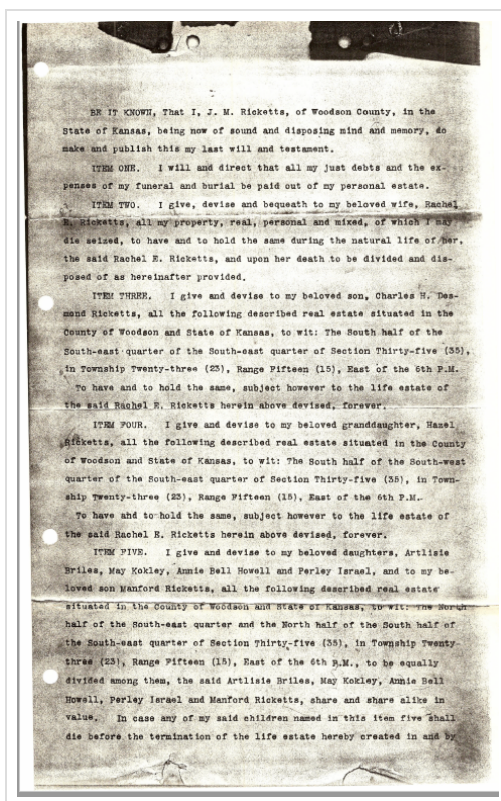 BE IT KNOWN, That I, J. M. Ricketts, of Woodson County, in the
State of Kansas, being now of sound and disposing mind and memory, do
make and publish this my last will and testament.
ITEM ONE. I will and direct that all my just debts and the ex-
penses of my funeral and burial be paid out of my personal estate.
ITEM TWO. I give, devise and bequeath to my beloved wife, Rachel
E. Ricketts, all my property, real, personal and mixed, of which I may
die seized, to have and to hold the same during the natural life of her,
the said Rachel E. Ricketts, and upon her death to be divided and dis-
posed of as hereinafter provided.
ITEM THREE. I give and devise to my beloved son, Charles H. Des-
mond Ricketts, all the following described real estate situated in the
County of Woodson and State of Kansas, to wit: The South half of the
South-east quarter of the South-east quarter of Section Thirty-five (35),
in Township Twenty-three (23), Range Fifteen (15), East of the 6th P.M.
To have and to hold the same, subject however to the life estate of
the said Rachel E. Ricketts herein above devised, forever.
ITEM FOUR. I give and devise to my beloved granddaughter, Hazel
Ricketts, all the following described real estate situated in the County
of Woodson and State of Kansas, to wit: The South half of the South-west
quarter of the South-east quarter of Section Thirty-five (35), in Town-
ship Twenty-three (23), Range Fifteen (15), East of the 6th P.M.
To have and to hold the same, subject however to the life estate of
the said Rachel E. Ricketts herein above devised, forever.
ITEM FIVE. I give and devise to my beloved daughters, Artlisie
Briles, May Kokley, Annie Bell Howell and Perley Israel, and to my be-
loved son Manford Ricketts, all the following described real estate
situated in the County of Woodson and State of Kansas, to wit: The North
half of the South-east quarter and the North half of the South half of
the South-east quarter of Section Thirty-five (35), in Township Twenty-
three (23), Range Fifteen (15), East of the 6th P.M., to be equally
divided among them, the said Artlisie Briles, May Kokley, Annie Bell
Howell, Perley Israel and Manford Ricketts, share and share alike in
value. In case any of my said children named in this item five shall
die before the termination of the life estate hereby created in and by